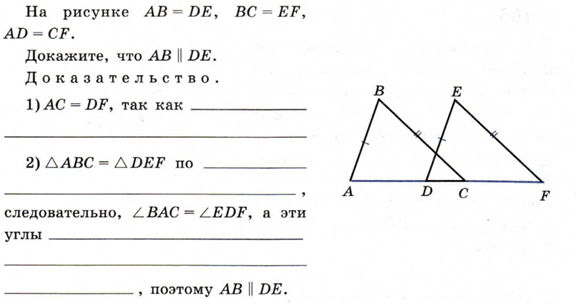 На рисунке AB = DE, BC = EF,
AD = CF.
Докажите, что AB ∥ DE.
Доказательство.
1) AC = DF, так как
2) △ABC = △DEF по
,
следовательно, ∠BAC = ∠EDF, а эти
углы
, поэтому AB ∥ DE.
B E
A D C F